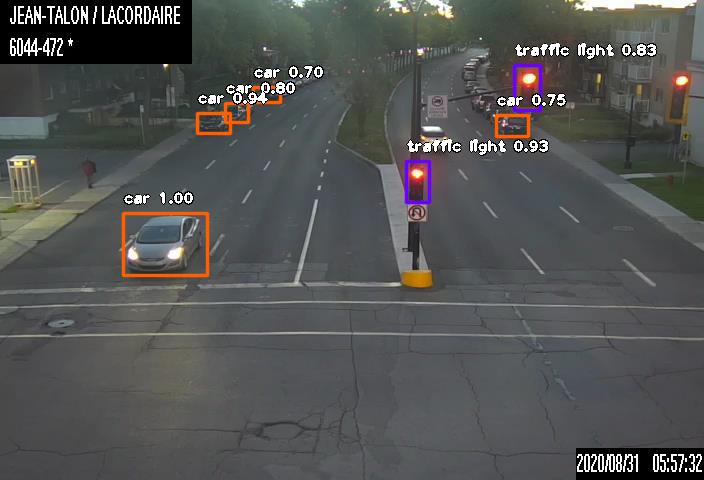 JEAN-TALON / LACORDAIRE
6044-472 *
traffic light 0.83
car 0.70
car 0.80
car 0.94
car 0.75
traffic light 0.93
car 1.00
2020/08/31 05:57:32